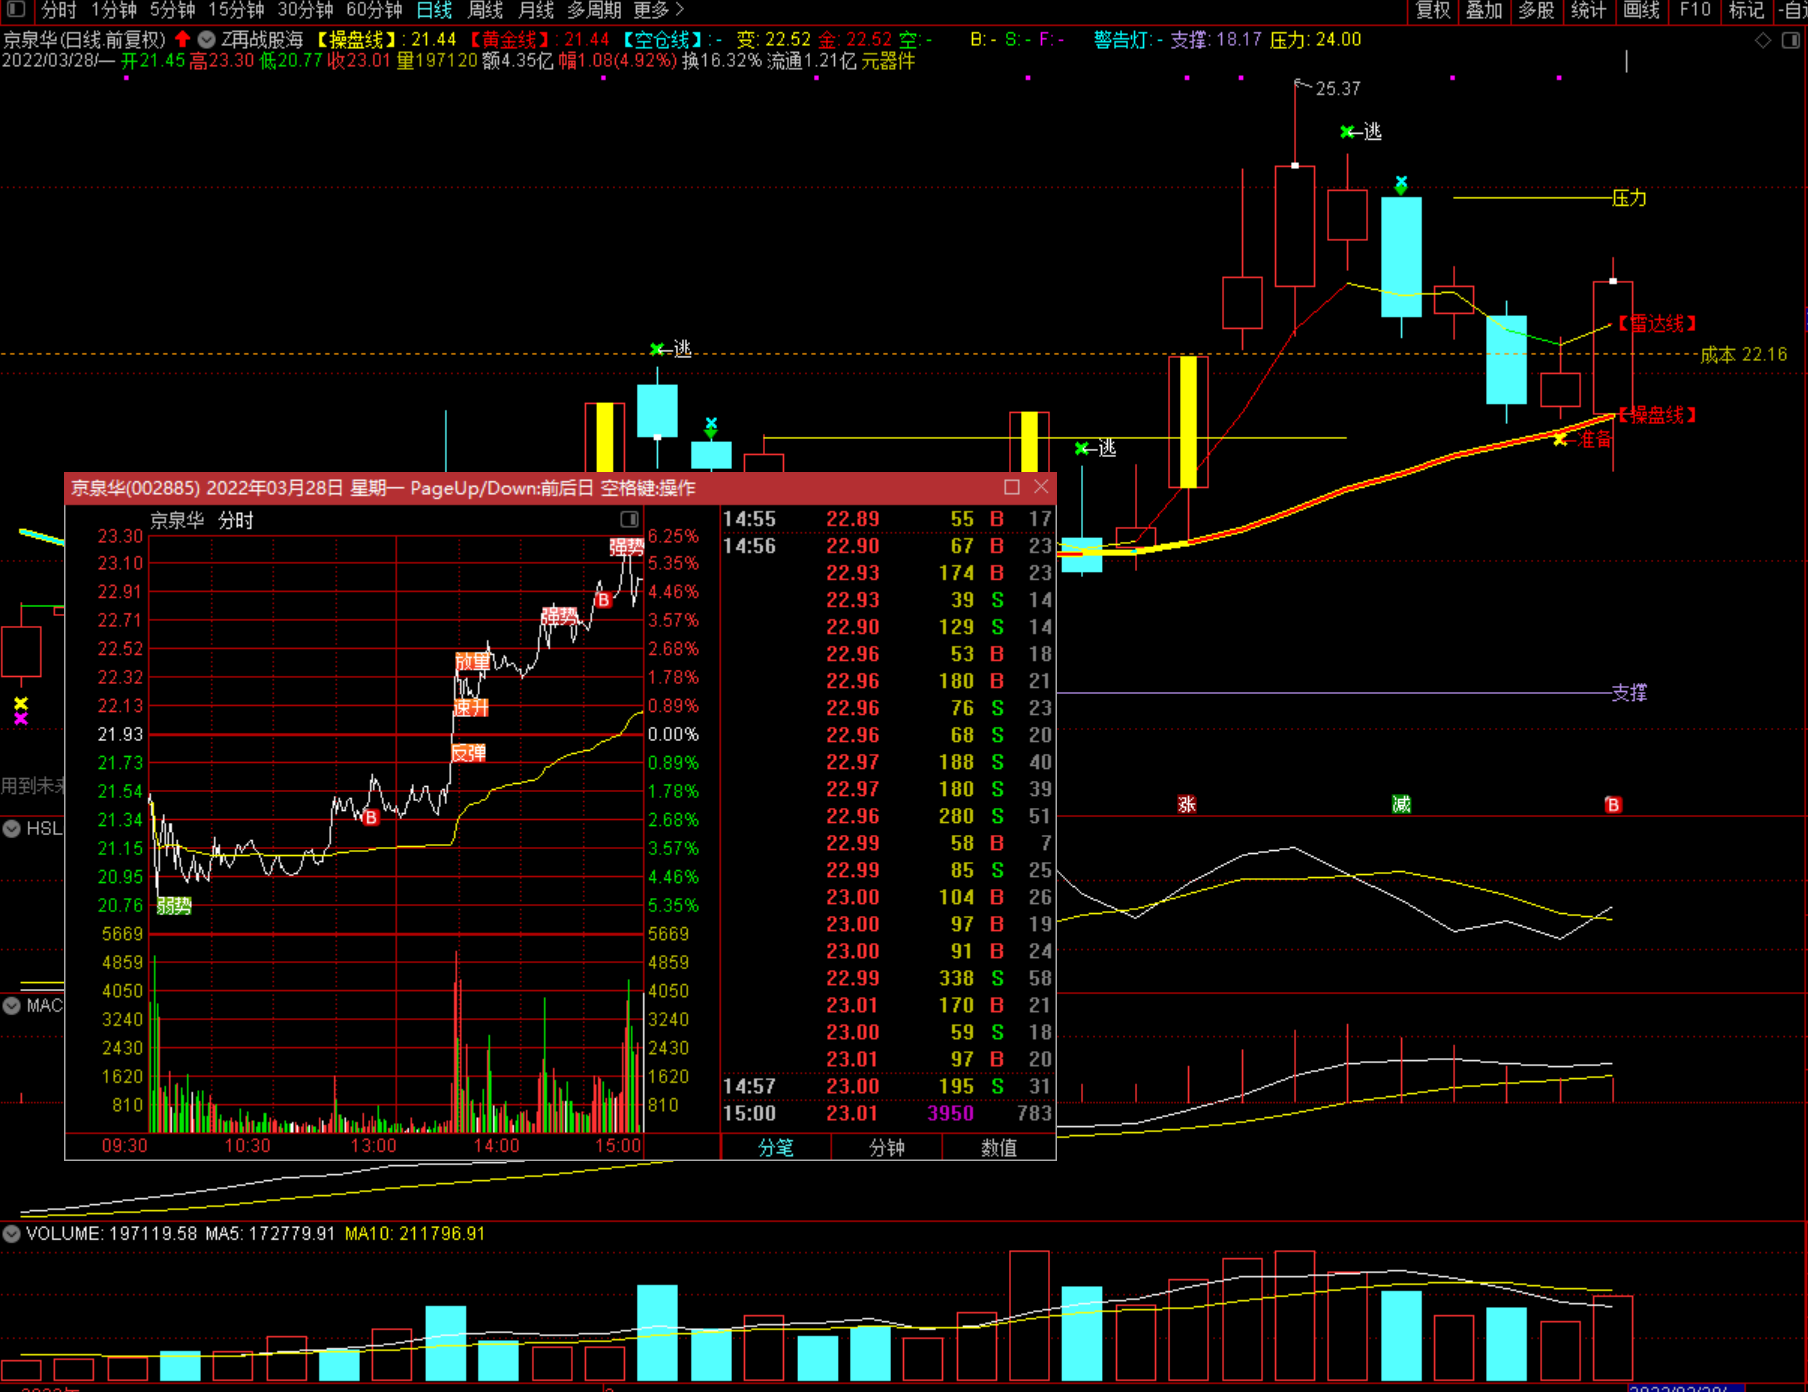 分时 1分钟 5分钟 15分钟 30分钟 60分钟 日线 周线 月线 多周期 更多 复权 叠加 多股 统计 画线 F10 标记 -自
京泉华(日线.前复权) Z再战股海 【操盘线】: 21.44 【黄金线】: 21.44 【空仓线】: - 变: 22.52 金: 22.52 空: - B: - S: - F: - 警告灯: - 支撑: 18.17 压力: 24.00
2022/03/28/一 开21.45 高23.30 低20.77 收23.01 量197120 额4.35亿 幅1.08(4.92%) 换16.32% 流通1.21亿 元器件
25.37
逃
压力
【雷达线】
逃
成本 22.16
【操盘线】
准备
逃
京泉华(002885) 2022年03月28日 星期一 PageUp/Down:前后日 空格键:操作
京泉华 分时
23.30 6.25%
23.10 5.35%
22.91 4.46%
22.71 3.57%
22.52 2.68%
22.32 1.78%
22.13 0.89%
21.93 0.00%
21.73 0.89%
21.54 1.78%
21.34 2.68%
21.15 3.57%
20.95 4.46%
20.76 5.35%
5669 5669
4859 4859
4050 4050
3240 3240
2430 2430
1620 1620
810 810
强势
B
强势
放量
速升
反弹
B
弱势
09:30 10:30 13:00 14:00 15:00
14:55 22.89 55 B 17
14:56 22.90 67 B 23
22.93 174 B 23
22.93 39 S 14
22.90 129 S 14
22.96 53 B 18
22.96 180 B 21
22.96 76 S 23
22.96 68 S 20
22.97 188 S 40
22.97 180 S 39
22.96 280 S 51
22.99 58 B 7
22.99 85 S 25
23.00 104 B 26
23.00 97 B 19
23.00 91 B 24
22.99 338 S 58
23.01 170 B 21
23.00 59 S 18
23.01 97 B 20
14:57 23.00 195 S 31
15:00 23.01 3950 783
分笔 分钟 数值
支撑
用到未来
涨 减 B
HSL
MAC
VOLUME: 197119.58 MA5: 172779.91 MA10: 211796.91